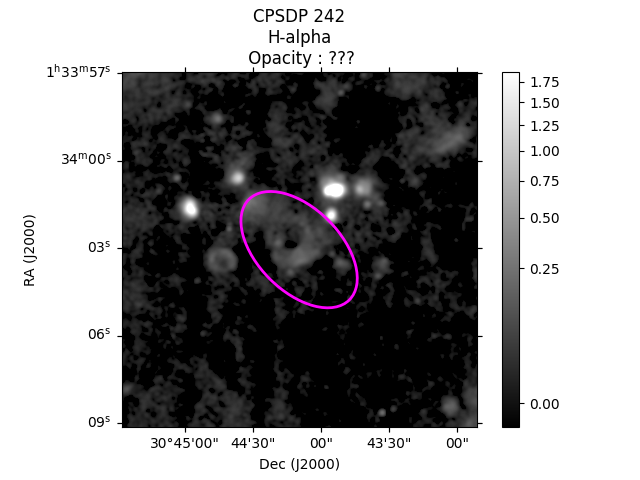 CPSDP 242
H-alpha
Opacity : ???
1h33m57s
34m00s
03s
06s
09s
RA (J2000)
30°45'00"
44'30"
00"
43'30"
00"
Dec (J2000)
1.75
1.50
1.25
1.00
0.75
0.50
0.25
0.00